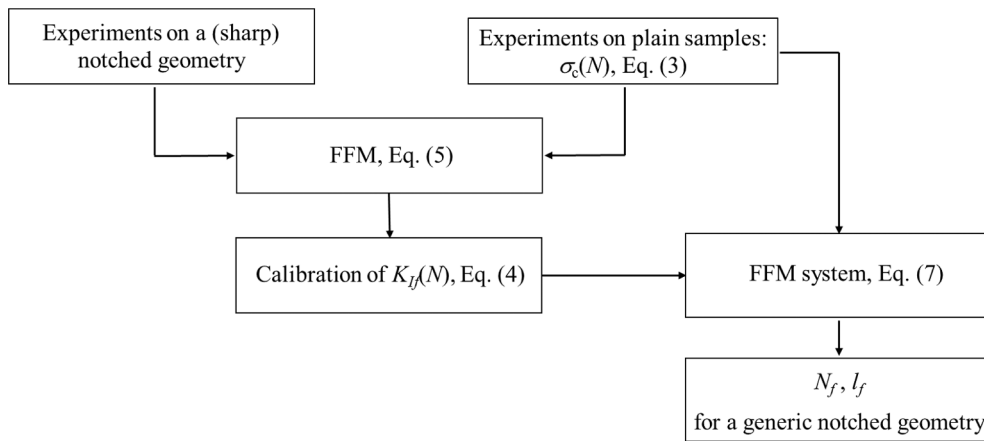 Experiments on a (sharp)
notched geometry
Experiments on plain samples:
σc(N), Eq. (3)
FFM, Eq. (5)
Calibration of KIf(N), Eq. (4)
FFM system, Eq. (7)
Nf , lf
for a generic notched geometry